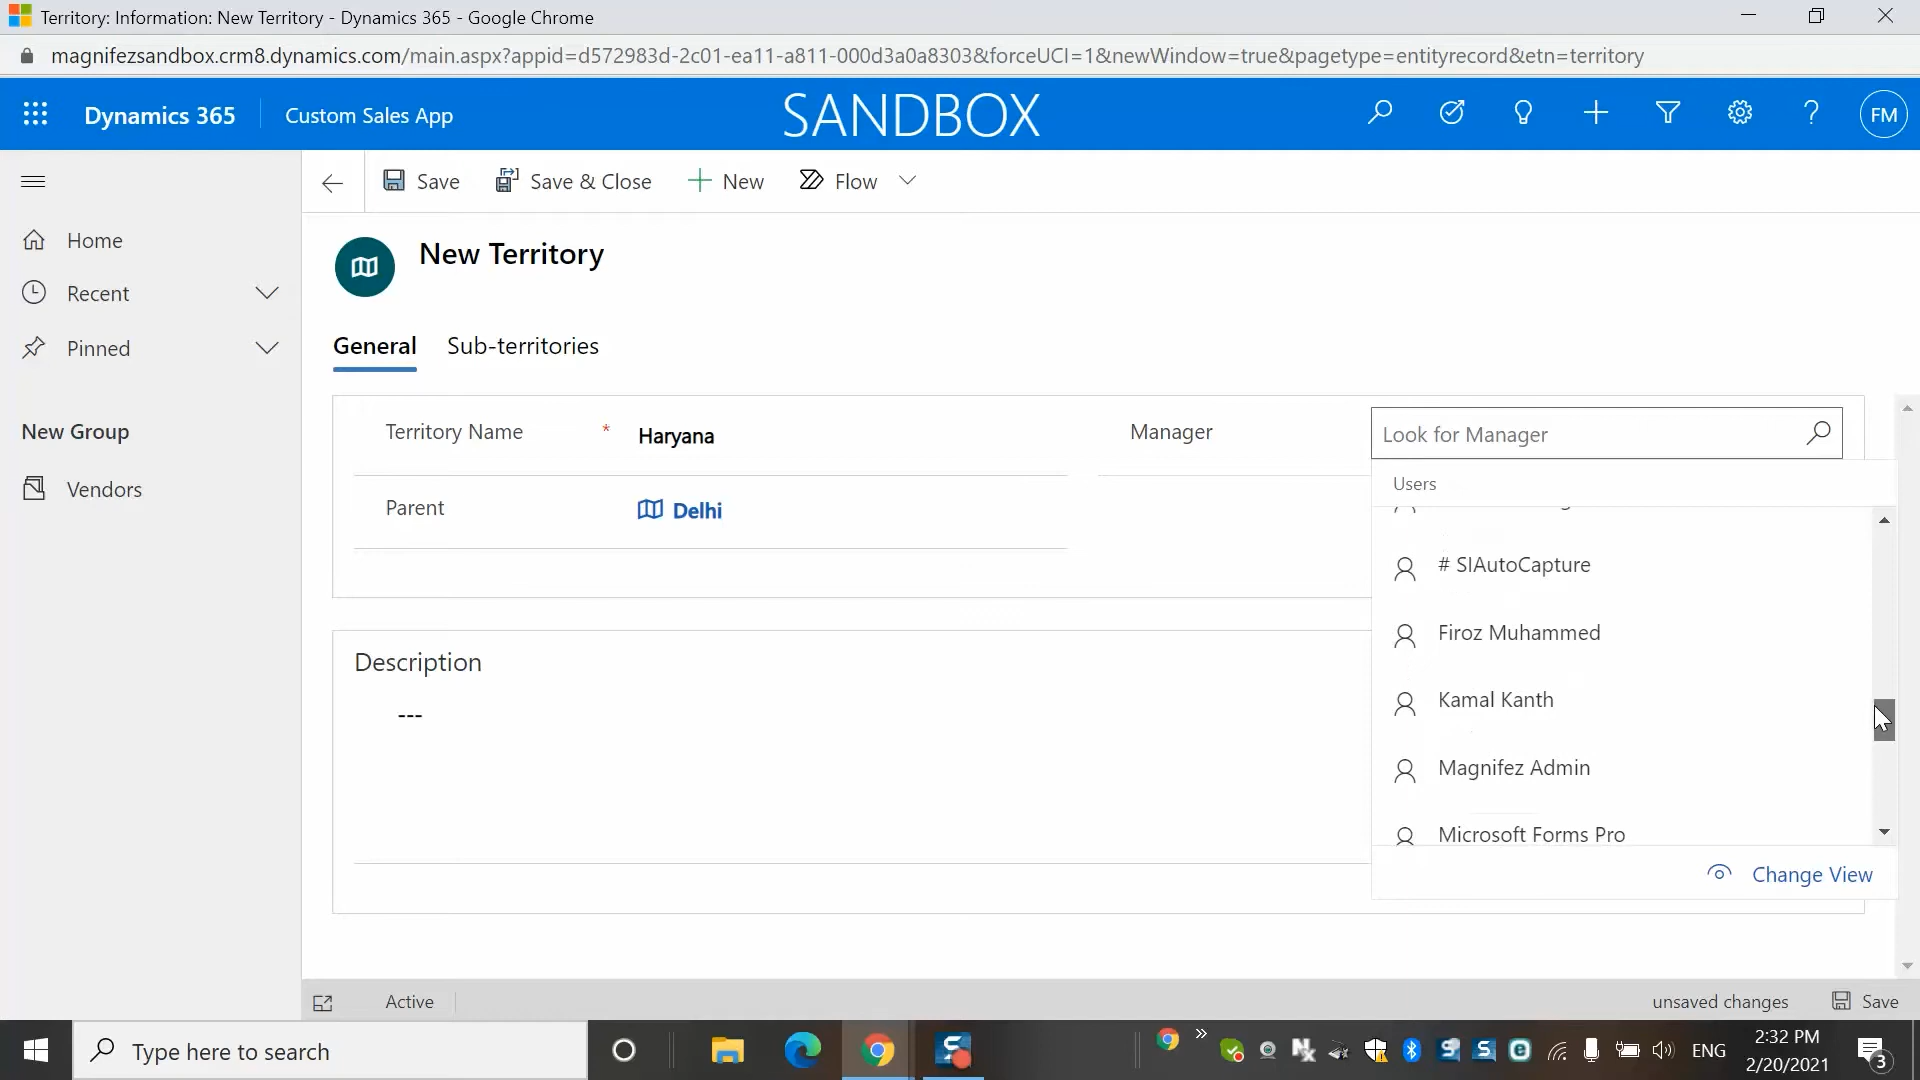 Territory: Information: New Territory - Dynamics 365 - Google Chrome
magnifezsandbox.crm8.dynamics.com/main.aspx?appid=d572983d-2c01-ea11-a811-000d3a0a8303&forceUCI=1&newWindow=true&pagetype=entityrecord&etn=territory
Dynamics 365
Custom Sales App
SANDBOX
FM
Save
Save & Close
New
Flow
Home
Recent
Pinned
New Group
Vendors
New Territory
General
Sub-territories
Territory Name
*
Haryana
Manager
Look for Manager
Parent
Delhi
Users
# SIAutoCapture
Firoz Muhammed
Kamal Kanth
Magnifez Admin
Microsoft Forms Pro
Change View
Description
---
Active
unsaved changes
Save
Type here to search
ENG
2:32 PM
2/20/2021
3